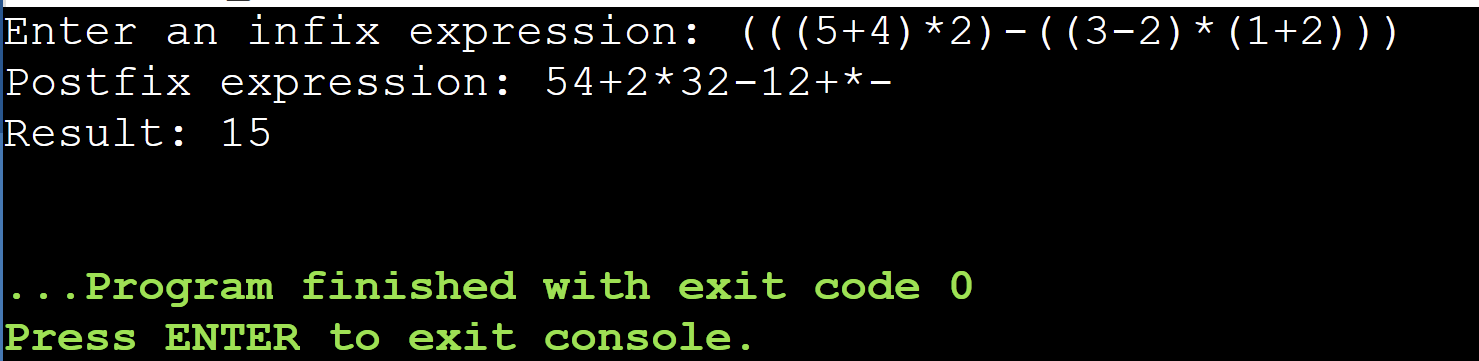 Enter an infix expression: (((5+4)*2)-((3-2)*(1+2)))
Postfix expression: 54+2*32-12+*-
Result: 15
...Program finished with exit code 0
Press ENTER to exit console.